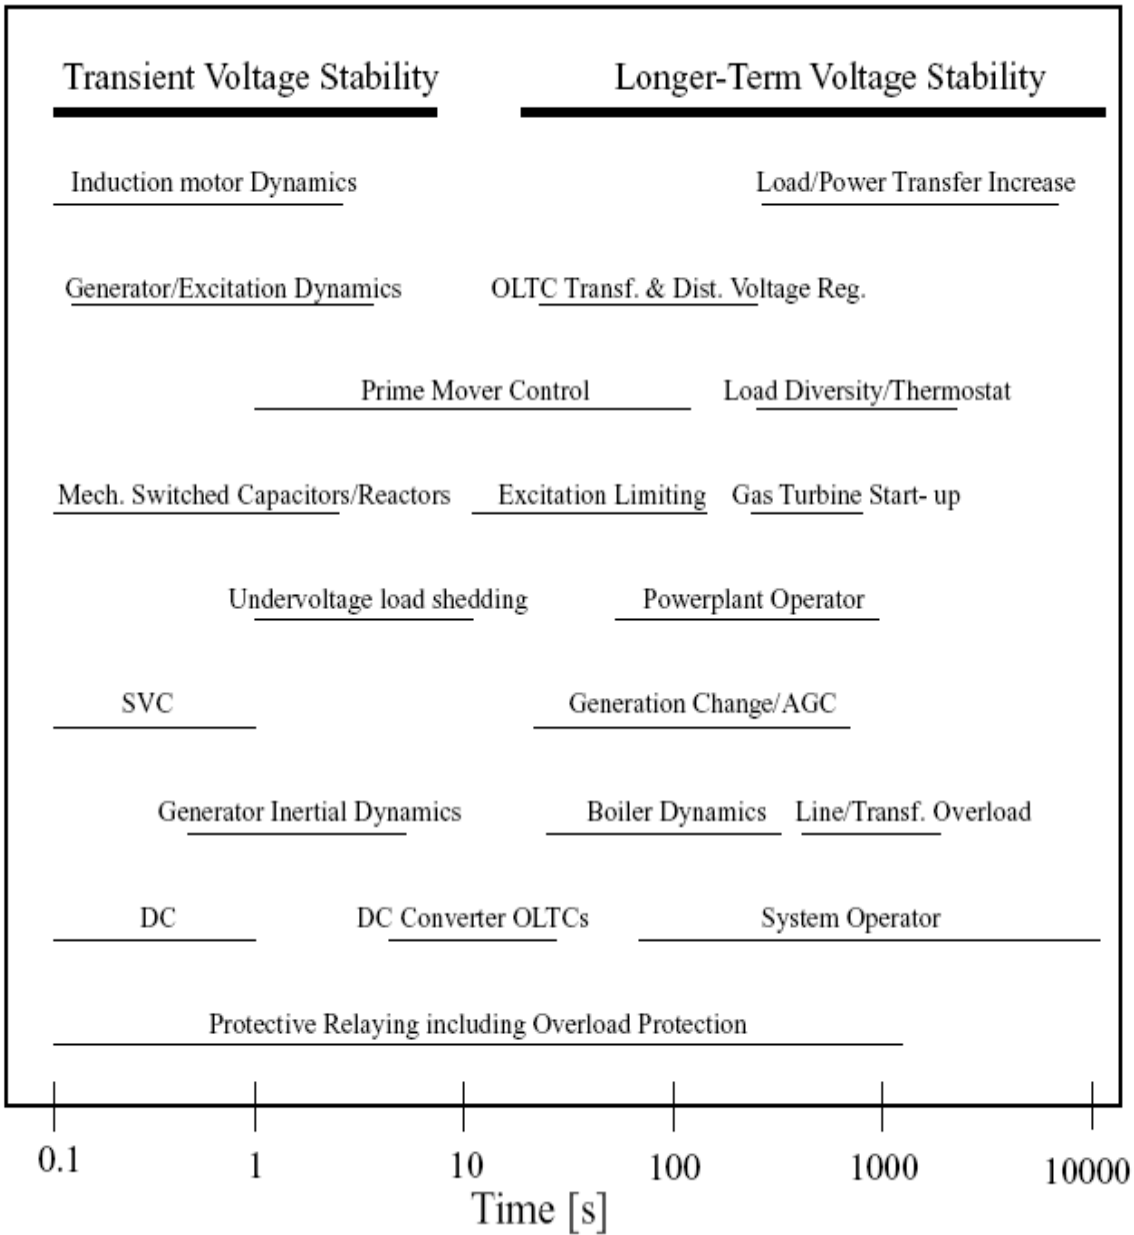 Transient Voltage Stability
Longer-Term Voltage Stability
Induction motor Dynamics
Load/Power Transfer Increase
Generator/Excitation Dynamics
OLTC Transf. & Dist. Voltage Reg.
Prime Mover Control
Load Diversity/Thermostat
Mech. Switched Capacitors/Reactors
Excitation Limiting
Gas Turbine Start- up
Undervoltage load shedding
Powerplant Operator
SVC
Generation Change/AGC
Generator Inertial Dynamics
Boiler Dynamics
Line/Transf. Overload
DC
DC Converter OLTCs
System Operator
Protective Relaying including Overload Protection
0.1
1
10
100
1000
10000
Time [s]